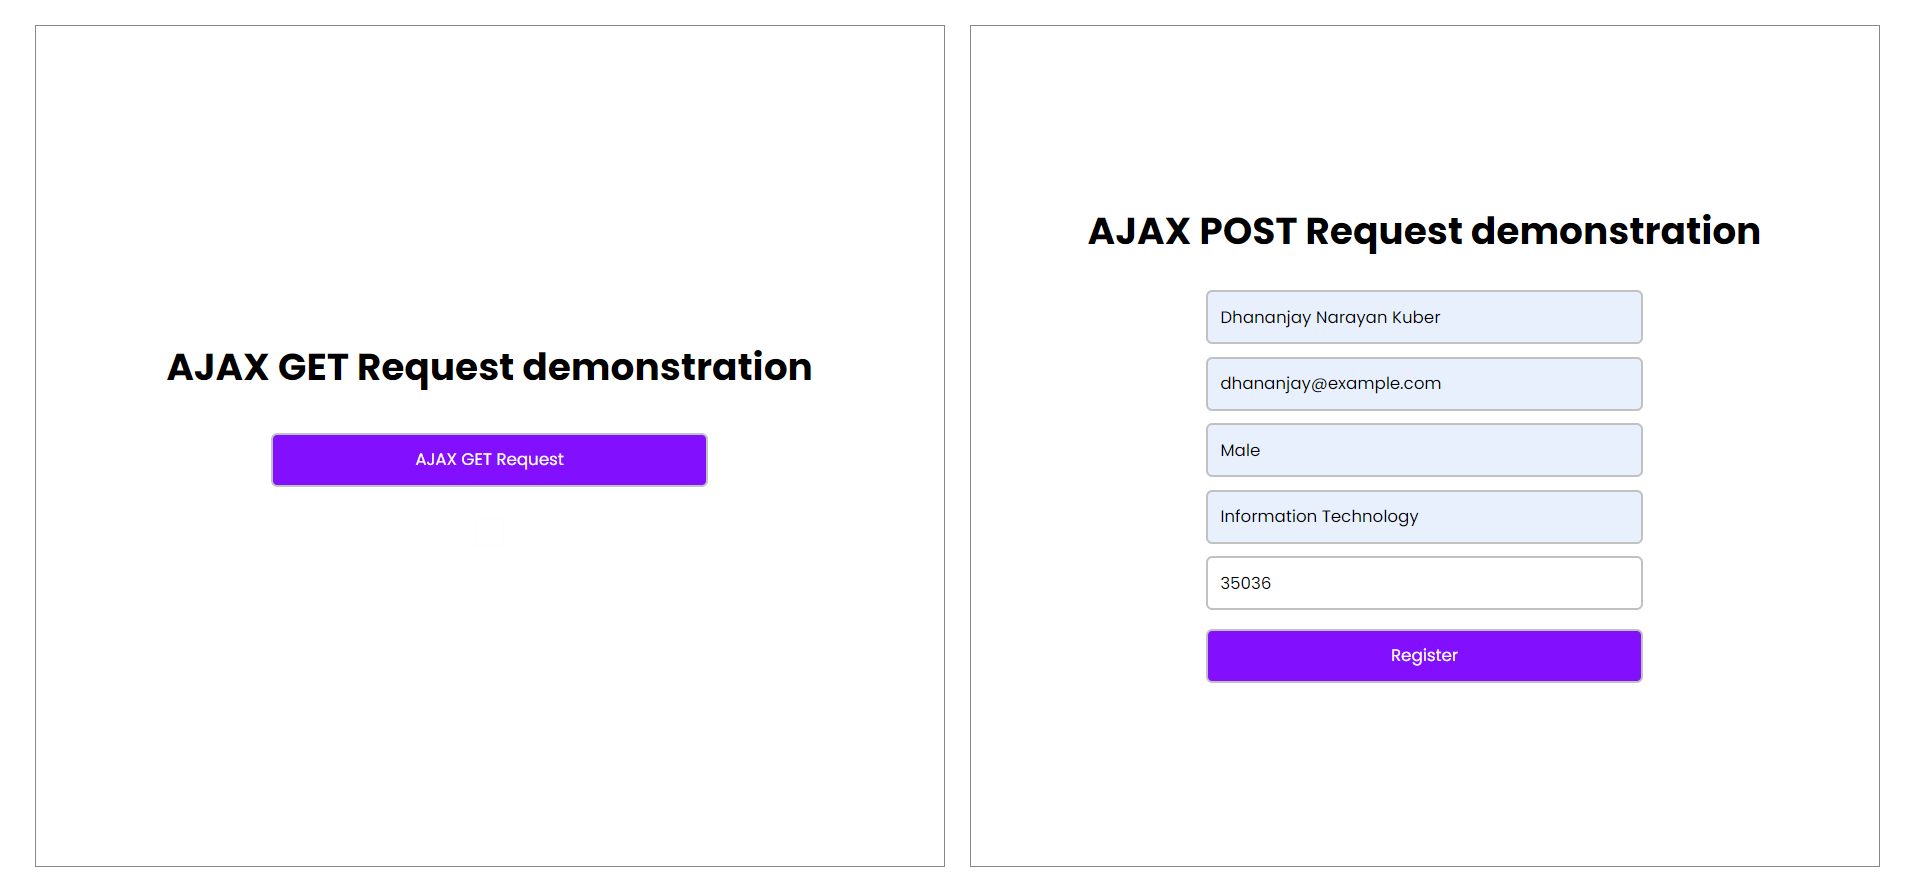 AJAX GET Request demonstration
AJAX GET Request
AJAX POST Request demonstration
Dhananjay Narayan Kuber
dhananjay@example.com
Male
Information Technology
35036
Register